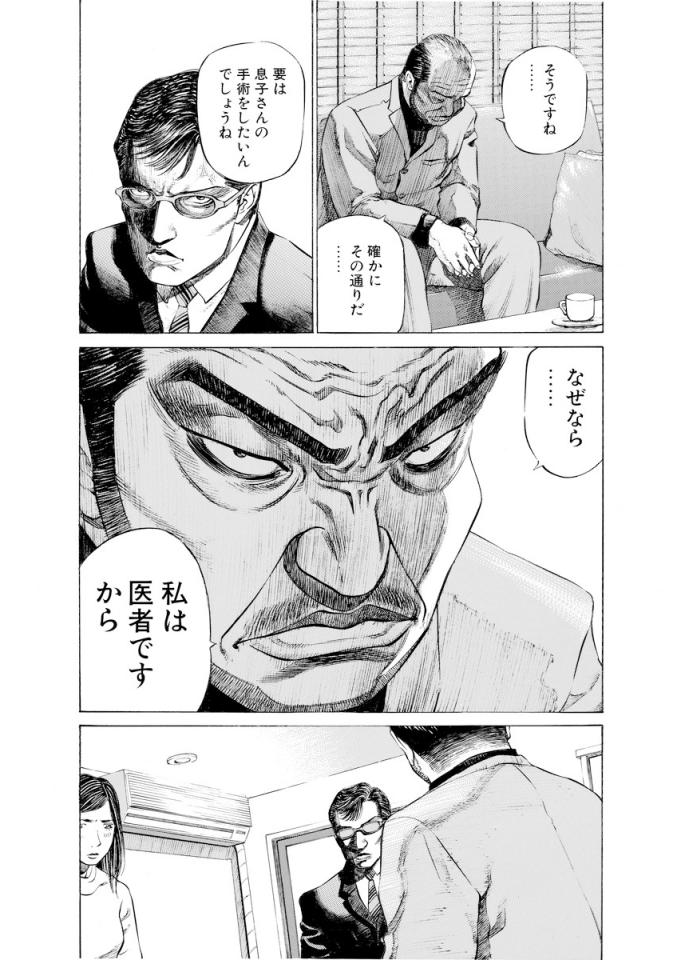 そうですね
……
確かに
その通りだ
……
要は
息子さんの
手術をしたいん
でしょうね
なぜなら
……
私は
医者です
から